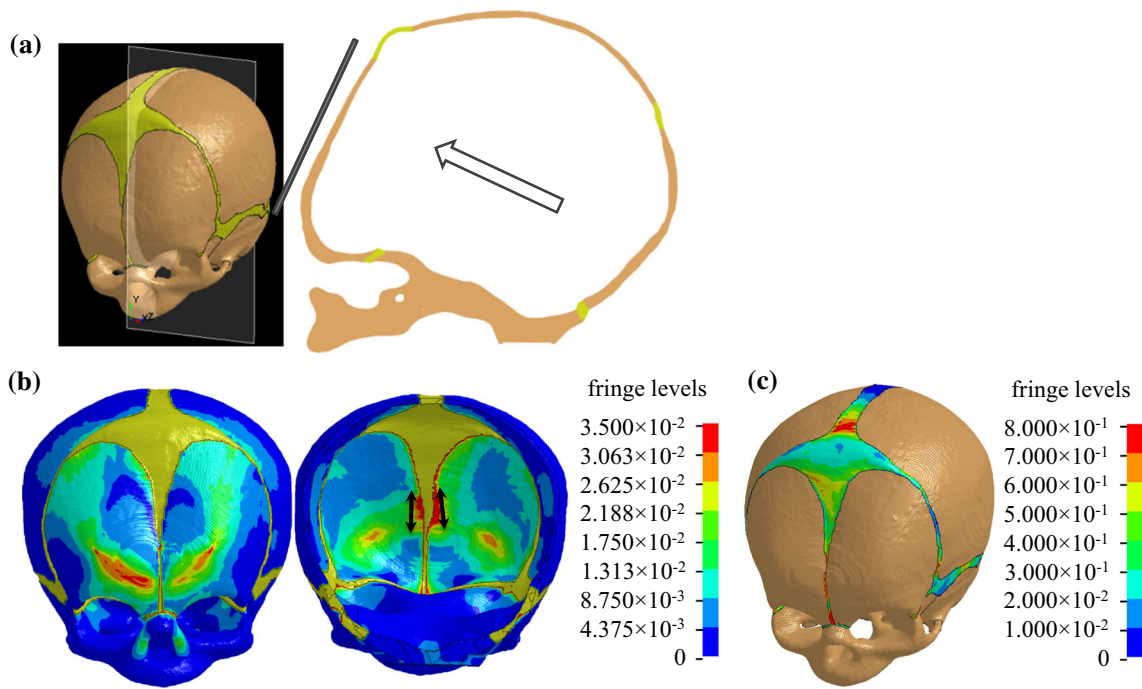 (a)
Y
X
Z
(b)
fringe levels
3.500×10⁻²
3.063×10⁻²
2.625×10⁻²
2.188×10⁻²
1.750×10⁻²
1.313×10⁻²
8.750×10⁻³
4.375×10⁻³
0
(c)
fringe levels
8.000×10⁻¹
7.000×10⁻¹
6.000×10⁻¹
5.000×10⁻¹
4.000×10⁻¹
3.000×10⁻¹
2.000×10⁻²
1.000×10⁻²
0